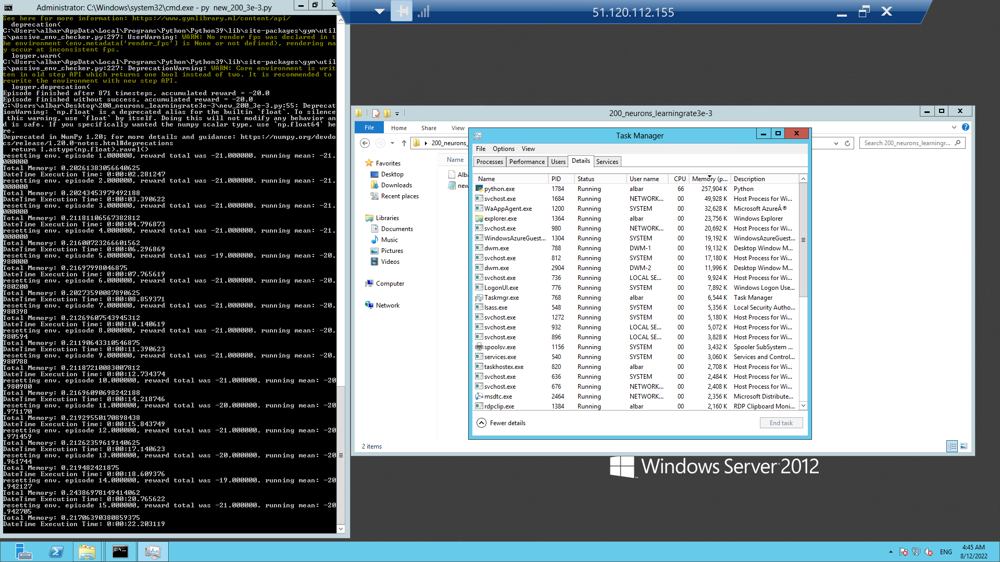 Administrator: C:\Windows\system32\cmd.exe - py  new_200_3e-3.py
See here for more information: https://www.gymlibrary.ml/content/api/
deprecation(
C:\Users\albar\AppData\Local\Programs\Python\Python39\lib\site-packages\gym\util
s\passive_env_checker.py:297: UserWarning: WARN: No render fps was declared in t
he environment (env.metadata['render_fps'] is None or not defined), rendering ma
y occur at inconsistent fps.
logger.warn(
C:\Users\albar\AppData\Local\Programs\Python\Python39\lib\site-packages\gym\util
s\passive_env_checker.py:227: DeprecationWarning: WARN: Core environment is writ
ten in old step API which returns one bool instead of two. It is recommended to
rewrite the environment with new step API.
logger.deprecation(
Episode finished after 871 timesteps, accumulated reward = -20.0
Episode finished without success, accumulated reward = -20.0
C:\Users\albar\Desktop\200_neurons_learningrate3e-3\new_200_3e-3.py:55: Deprecat
ionWarning: `np.float` is a deprecated alias for the builtin `float`. To silence
this warning, use `float` by itself. Doing this will not modify any behavior an
d is safe. If you specifically wanted the numpy scalar type, use `np.float64` he
re.
Deprecated in NumPy 1.20; for more details and guidance: https://numpy.org/devdo
cs/release/1.20.0-notes.html#deprecations
return I.astype(np.float).ravel()
resetting env. episode 1.000000, reward total was -21.000000. running mean: -21.
000000
Total Memory: 0.20261383056640625
DateTime Execution Time: 0:00:02.281247
resetting env. episode 2.000000, reward total was -21.000000. running mean: -21.
000000
Total Memory: 0.20243453979492188
DateTime Execution Time: 0:00:03.390622
resetting env. episode 3.000000, reward total was -21.000000. running mean: -21.
000000
Total Memory: 0.21181106567382812
DateTime Execution Time: 0:00:04.796873
resetting env. episode 4.000000, reward total was -21.000000. running mean: -21.
000000
Total Memory: 0.21600723266601562
DateTime Execution Time: 0:00:06.296869
resetting env. episode 5.000000, reward total was -19.000000. running mean: -20.
980000
Total Memory: 0.21697998046875
DateTime Execution Time: 0:00:07.765619
resetting env. episode 6.000000, reward total was -21.000000. running mean: -20.
980200
Total Memory: 0.20273590087890625
DateTime Execution Time: 0:00:08.859371
resetting env. episode 7.000000, reward total was -21.000000. running mean: -20.
980398
Total Memory: 0.21269607543945312
DateTime Execution Time: 0:00:10.140619
resetting env. episode 8.000000, reward total was -21.000000. running mean: -20.
980594
Total Memory: 0.21190643310546875
DateTime Execution Time: 0:00:11.390623
resetting env. episode 9.000000, reward total was -21.000000. running mean: -20.
980788
Total Memory: 0.21187210083007812
DateTime Execution Time: 0:00:12.734374
resetting env. episode 10.000000, reward total was -21.000000. running mean: -20
.980980
Total Memory: 0.21696090698242188
DateTime Execution Time: 0:00:14.218746
resetting env. episode 11.000000, reward total was -20.000000. running mean: -20
.971170
Total Memory: 0.21929550170898438
DateTime Execution Time: 0:00:15.843749
resetting env. episode 12.000000, reward total was -21.000000. running mean: -20
.971459
Total Memory: 0.21262359619140625
DateTime Execution Time: 0:00:17.140623
resetting env. episode 13.000000, reward total was -20.000000. running mean: -20
.961744
Total Memory: 0.219482421875
DateTime Execution Time: 0:00:18.609376
resetting env. episode 14.000000, reward total was -19.000000. running mean: -20
.942127
Total Memory: 0.24386978149414062
DateTime Execution Time: 0:00:20.765622
resetting env. episode 15.000000, reward total was -21.000000. running mean: -20
.942705
Total Memory: 0.21706390380859375
DateTime Execution Time: 0:00:22.203119
51.120.112.155
200_neurons_learningrate3e-3
File Home Share View
200_neurons_
Search 200_neurons_learningr...
Favorites
Desktop
Downloads
Recent places
Libraries
Documents
Music
Pictures
Videos
Computer
Network
Name
Alba
new
2 items
Task Manager
File Options View
Processes Performance Users Details Services
Name PID Status User name CPU Memory (p... Description
python.exe 1784 Running albar 66 257,904 K Python
svchost.exe 1684 Running NETWORK... 00 49,928 K Host Process for Wi...
WaAppAgent.exe 1200 Running SYSTEM 00 32,628 K Microsoft AzureÂ®
explorer.exe 1364 Running albar 00 23,756 K Windows Explorer
svchost.exe 980 Running NETWORK... 00 20,692 K Host Process for Wi...
WindowsAzureGuest... 1304 Running SYSTEM 00 19,192 K WindowsAzureGuest...
dwm.exe 788 Running DWM-1 00 19,132 K Desktop Window M...
svchost.exe 812 Running SYSTEM 00 17,180 K Host Process for Wi...
dwm.exe 2904 Running DWM-2 00 11,996 K Desktop Window M...
svchost.exe 736 Running LOCAL SE... 00 9,924 K Host Process for Wi...
LogonUI.exe 776 Running SYSTEM 00 7,892 K Windows Logon Use...
Taskmgr.exe 768 Running albar 00 6,544 K Task Manager
lsass.exe 548 Running SYSTEM 00 5,356 K Local Security Autho...
svchost.exe 1272 Running SYSTEM 00 5,180 K Host Process for Wi...
svchost.exe 932 Running LOCAL SE... 00 5,072 K Host Process for Wi...
svchost.exe 896 Running LOCAL SE... 00 3,828 K Host Process for Wi...
spoolsv.exe 1156 Running SYSTEM 00 3,432 K Spooler SubSystem ...
services.exe 540 Running SYSTEM 00 3,060 K Services and Control...
taskhostex.exe 820 Running albar 00 2,708 K Host Process for Wi...
svchost.exe 636 Running SYSTEM 00 2,484 K Host Process for Wi...
svchost.exe 676 Running NETWORK... 00 2,408 K Host Process for Wi...
msdtc.exe 2464 Running NETWORK... 00 2,356 K Microsoft Distribute...
rdpclip.exe 1384 Running albar 00 2,160 K RDP Clipboard Moni...
Fewer details
End task
Windows Server 2012
ENG
4:45 AM
8/12/2022